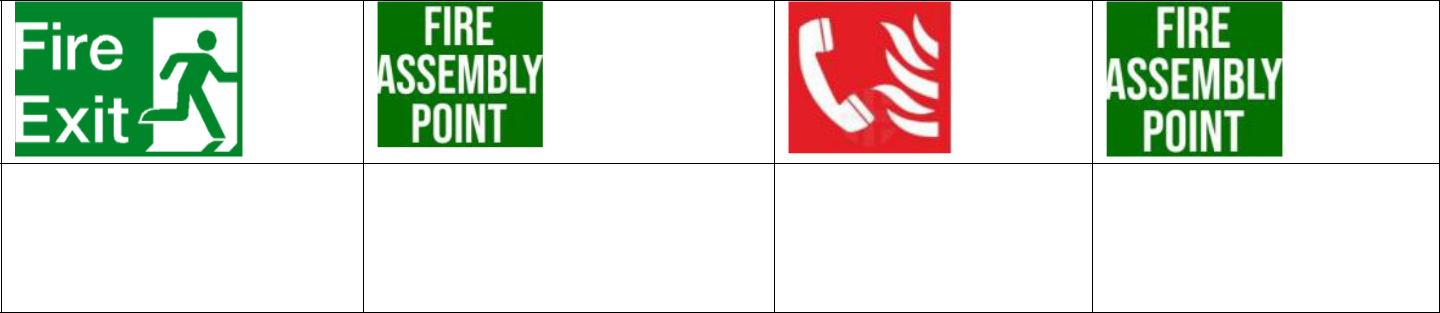 Fire
Exit
FIRE
ASSEMBLY
POINT
FIRE
ASSEMBLY
POINT